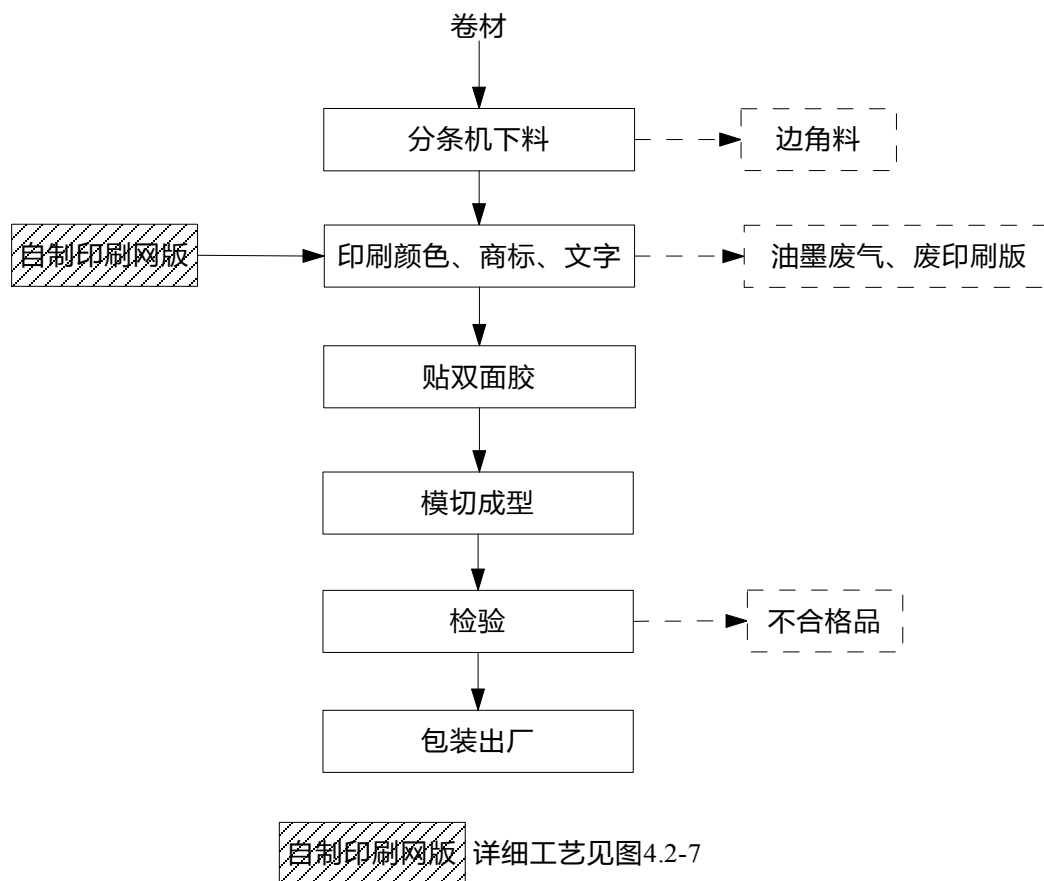 卷材
分条机下料
边角料
自制印刷网版
印刷颜色、商标、文字
油墨废气、废印刷版
贴双面胶
模切成型
检验
不合格品
包装出厂
自制印刷网版 详细工艺见图4.2-7